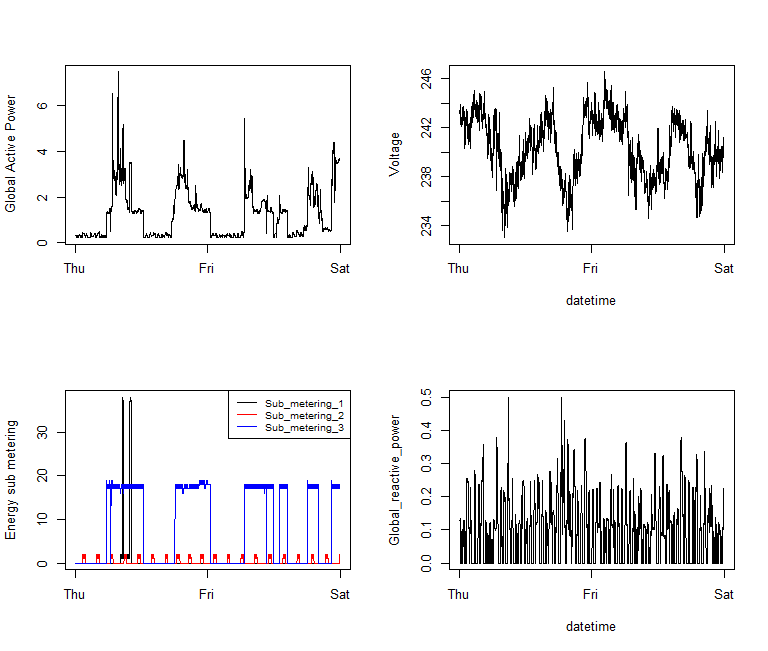 Global Active Power
0
2
4
6
Thu
Fri
Sat
Voltage
234
238
242
246
Thu
Fri
Sat
datetime
Energy sub metering
0
10
20
30
Sub_metering_1
Sub_metering_2
Sub_metering_3
Thu
Fri
Sat
Global_reactive_power
0.0
0.1
0.2
0.3
0.4
0.5
Thu
Fri
Sat
datetime